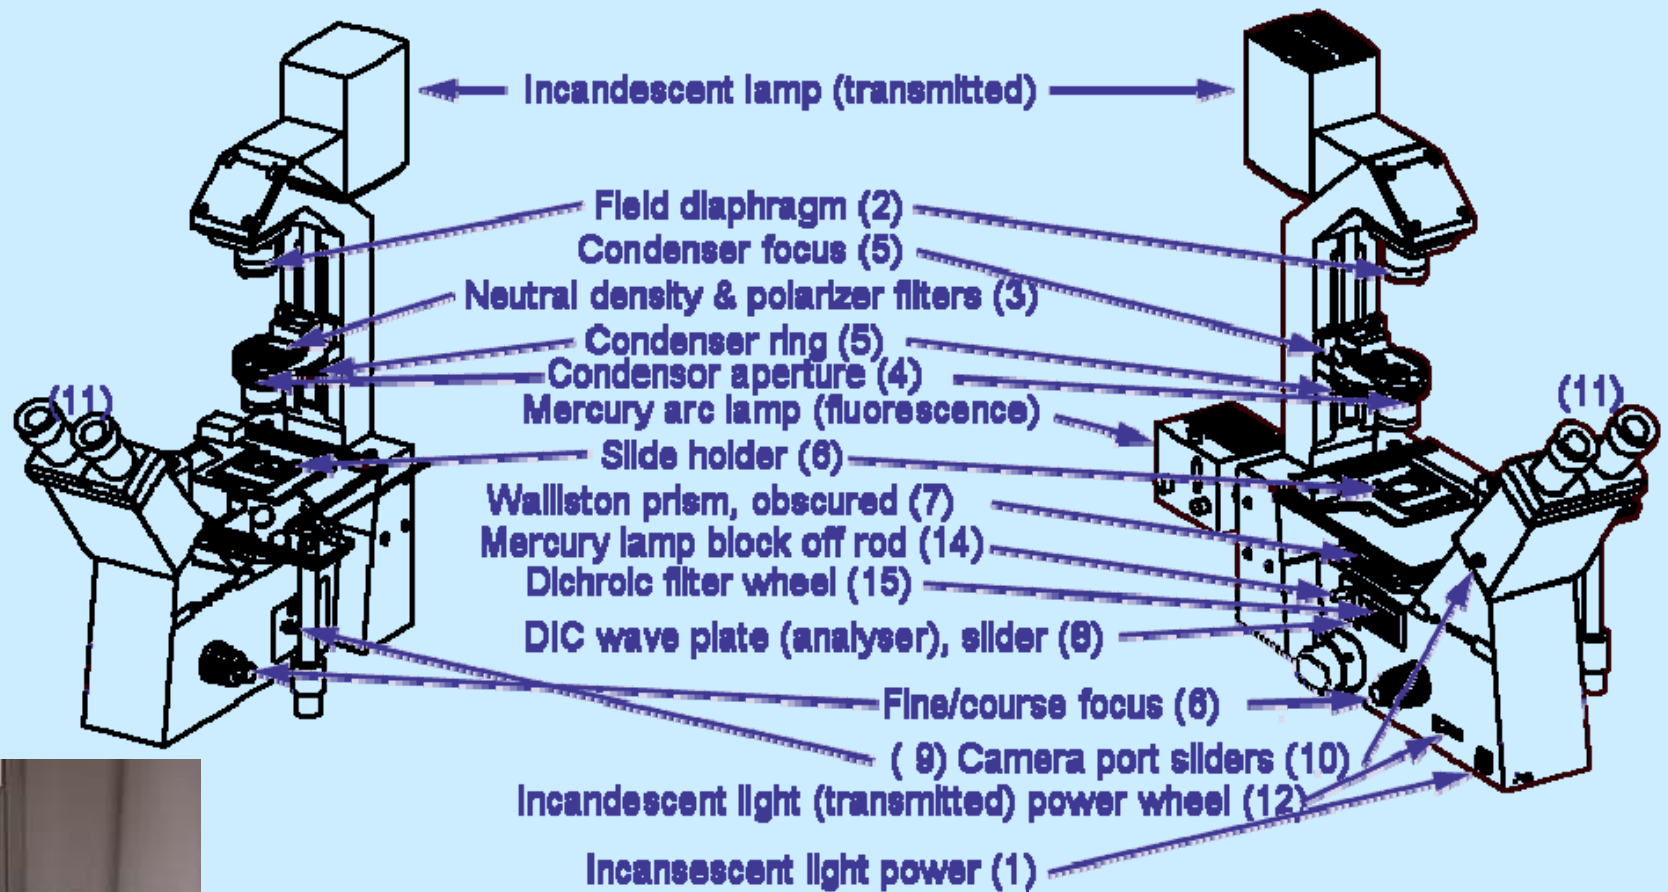 Incandescent lamp (transmitted)
Field diaphragm (2)
Condenser focus (5)
Neutral density & polarizer filters (3)
Condenser ring (5)
Condensor aperture (4)
(11)
(11)
Mercury arc lamp (fluorescence)
Slide holder (6)
Walliston prism, obscured (7)
Mercury lamp block off rod (14)
Dichroic filter wheel (15)
DIC wave plate (analyser), slider (8)
Fine/course focus (6)
( 9) Camera port sliders (10)
Incandescent light (transmitted) power wheel (12)
Incansescent light power (1)